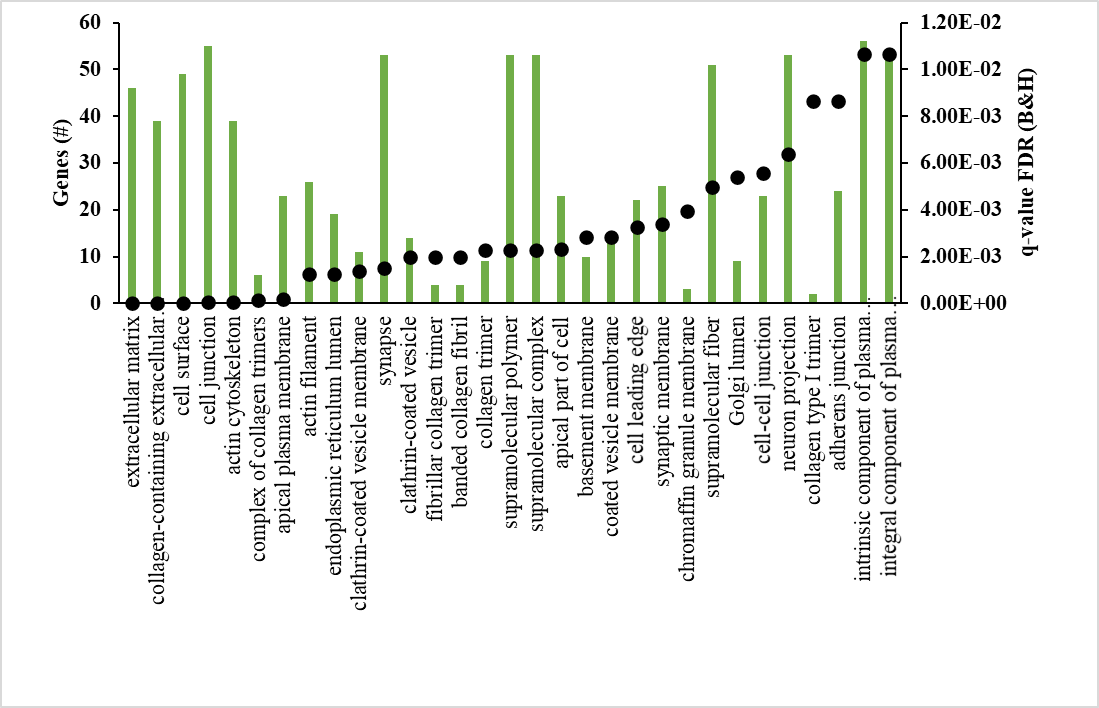 60
50
40
30
20
10
0
Genes (#)
1.20E-02
1.00E-02
8.00E-03
6.00E-03
4.00E-03
2.00E-03
0.00E+00
q-value FDR (B&H)
extracellular matrix
collagen-containing extracellular…
cell surface
cell junction
actin cytoskeleton
complex of collagen trimers
apical plasma membrane
actin filament
endoplasmic reticulum lumen
clathrin-coated vesicle membrane
synapse
clathrin-coated vesicle
fibrillar collagen trimer
banded collagen fibril
collagen trimer
supramolecular polymer
supramolecular complex
apical part of cell
basement membrane
coated vesicle membrane
cell leading edge
synaptic membrane
chromaffin granule membrane
supramolecular fiber
Golgi lumen
cell-cell junction
neuron projection
collagen type I trimer
adherens junction
intrinsic component of plasma…
integral component of plasma…